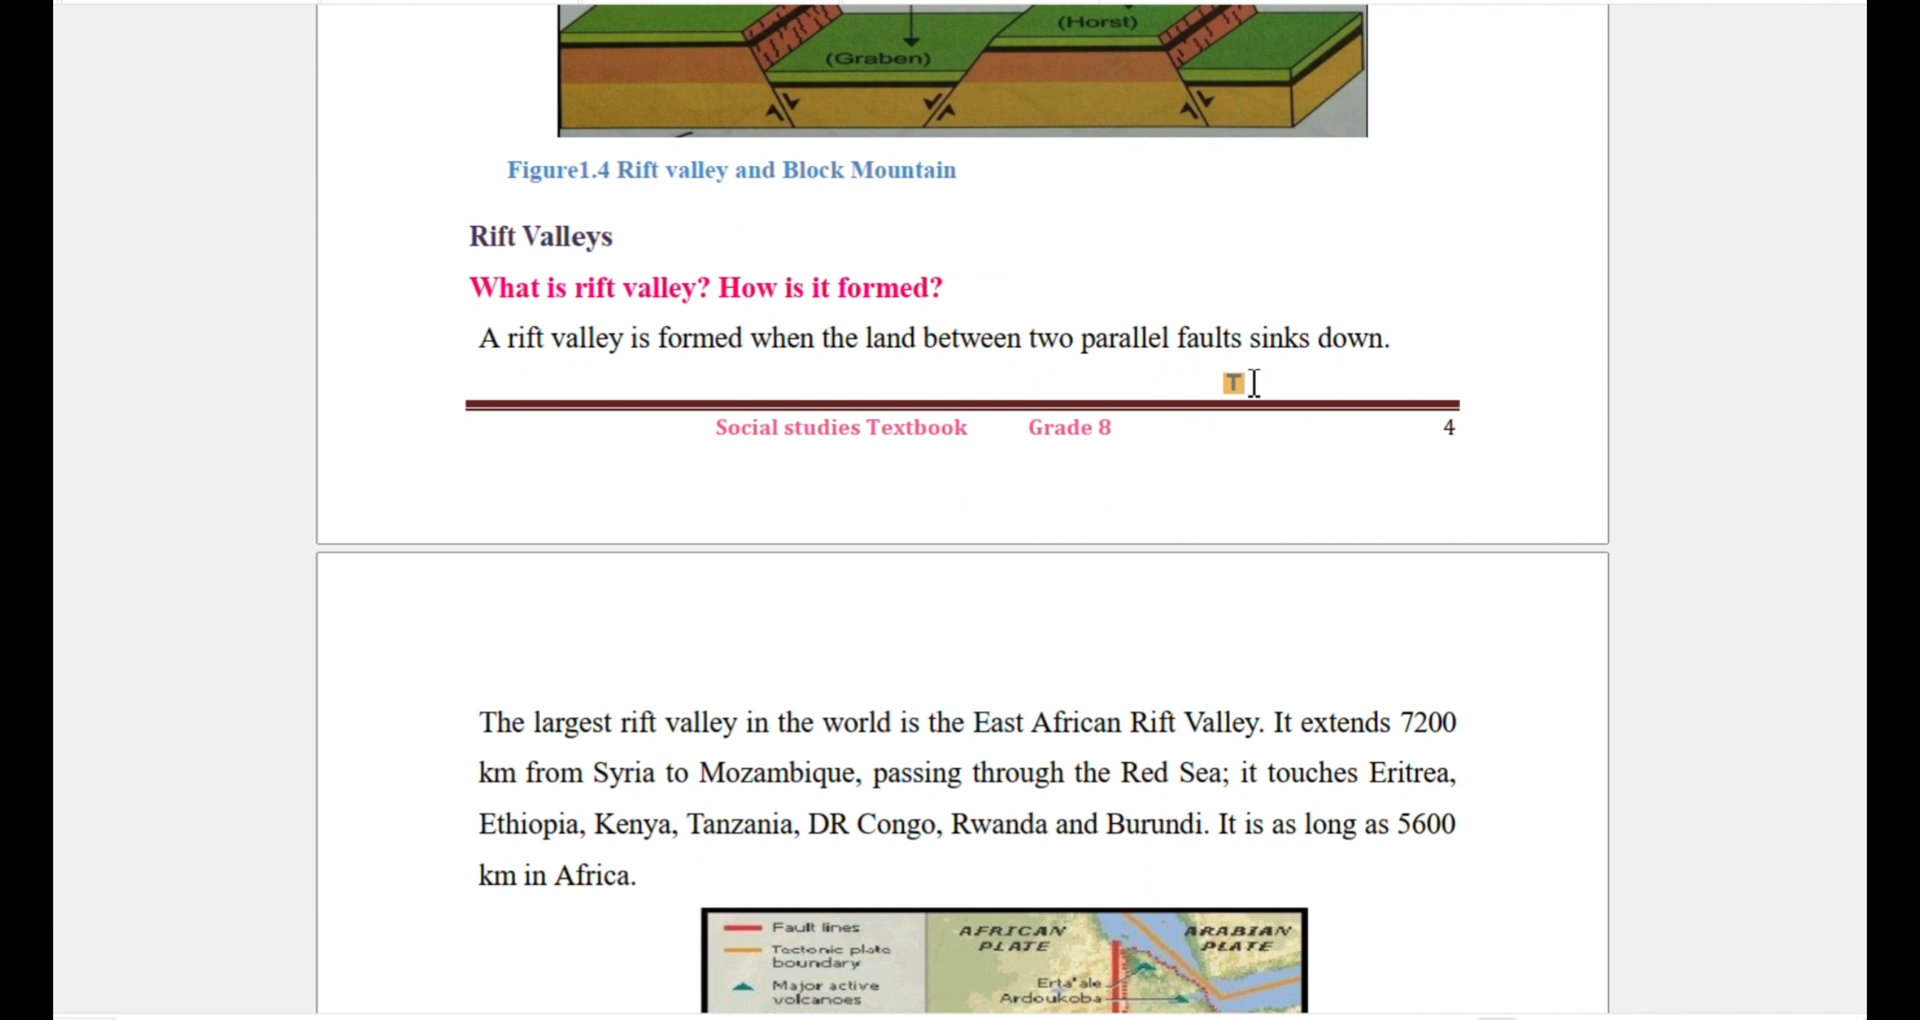 (Horst)
(Graben)
Figure1.4 Rift valley and Block Mountain
Rift Valleys
What is rift valley? How is it formed?
A rift valley is formed when the land between two parallel faults sinks down.
T
Social studies Textbook Grade 8 4
The largest rift valley in the world is the East African Rift Valley. It extends 7200
km from Syria to Mozambique, passing through the Red Sea; it touches Eritrea,
Ethiopia, Kenya, Tanzania, DR Congo, Rwanda and Burundi. It is as long as 5600
km in Africa.
Fault lines
Tectonic plate
boundary
Major active
volcanoes
AFRICAN
PLATE
ARABIAN
PLATE
Erta'ale
Ardoukoba